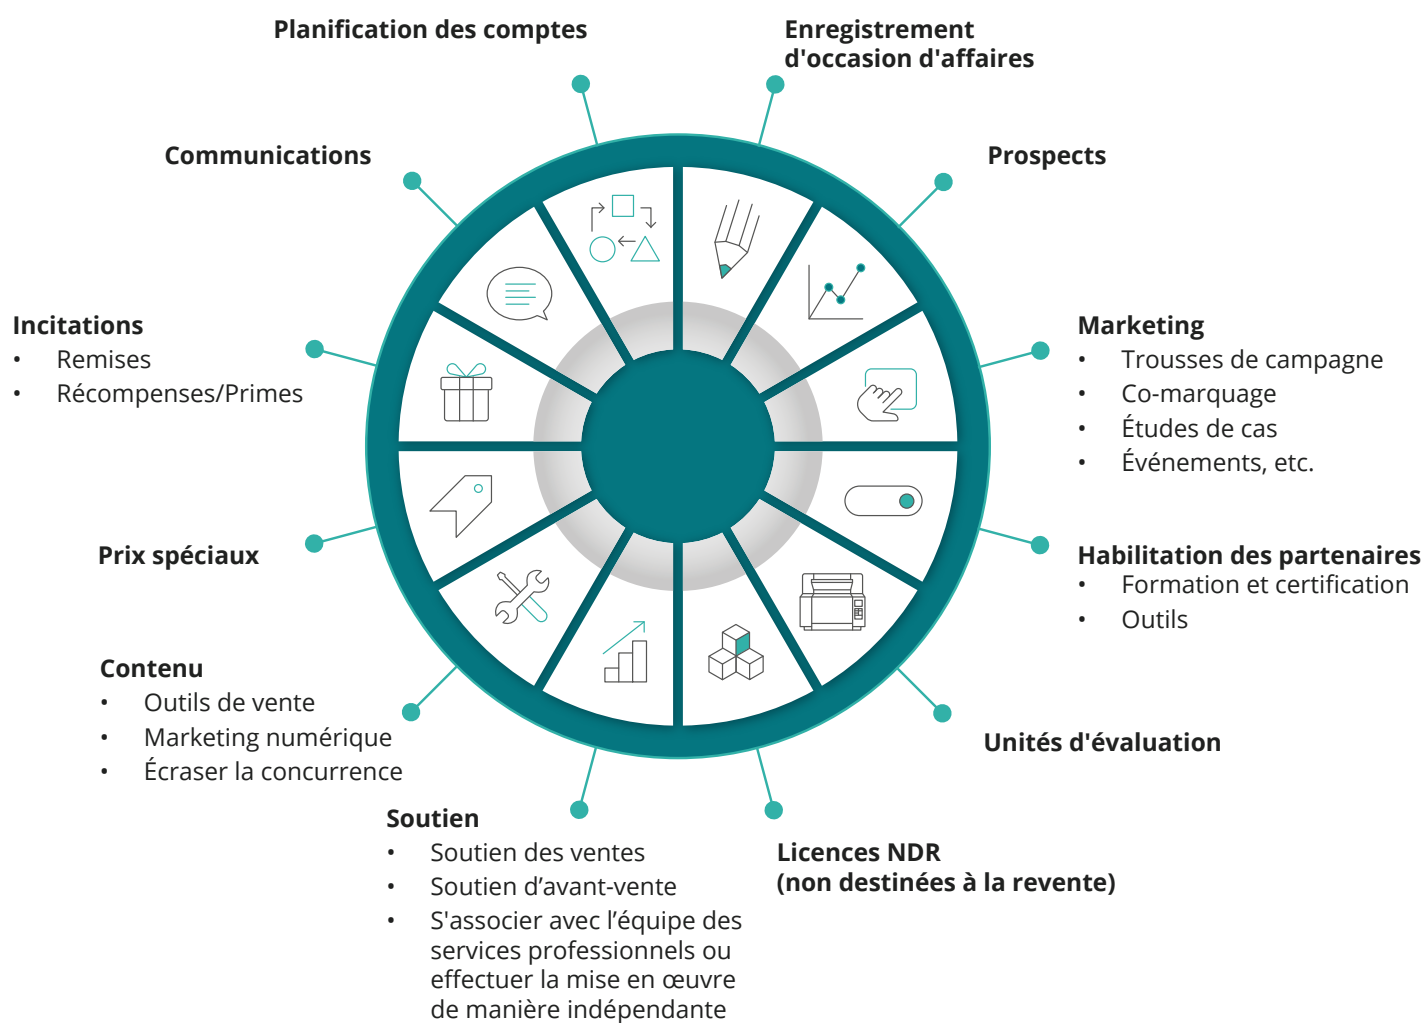 Planification des comptes
Enregistrement
d'occasion d'affaires
Communications
Prospects
Incitations
• Remises
• Récompenses/Primes
Marketing
• Trousses de campagne
• Co-marquage
• Études de cas
• Événements, etc.
Prix spéciaux
Habilitation des partenaires
• Formation et certification
• Outils
Contenu
• Outils de vente
• Marketing numérique
• Écraser la concurrence
Unités d'évaluation
Soutien
• Soutien des ventes
• Soutien d’avant-vente
• S'associer avec l’équipe des
services professionnels ou
effectuer la mise en œuvre
de manière indépendante
Licences NDR
(non destinées à la revente)